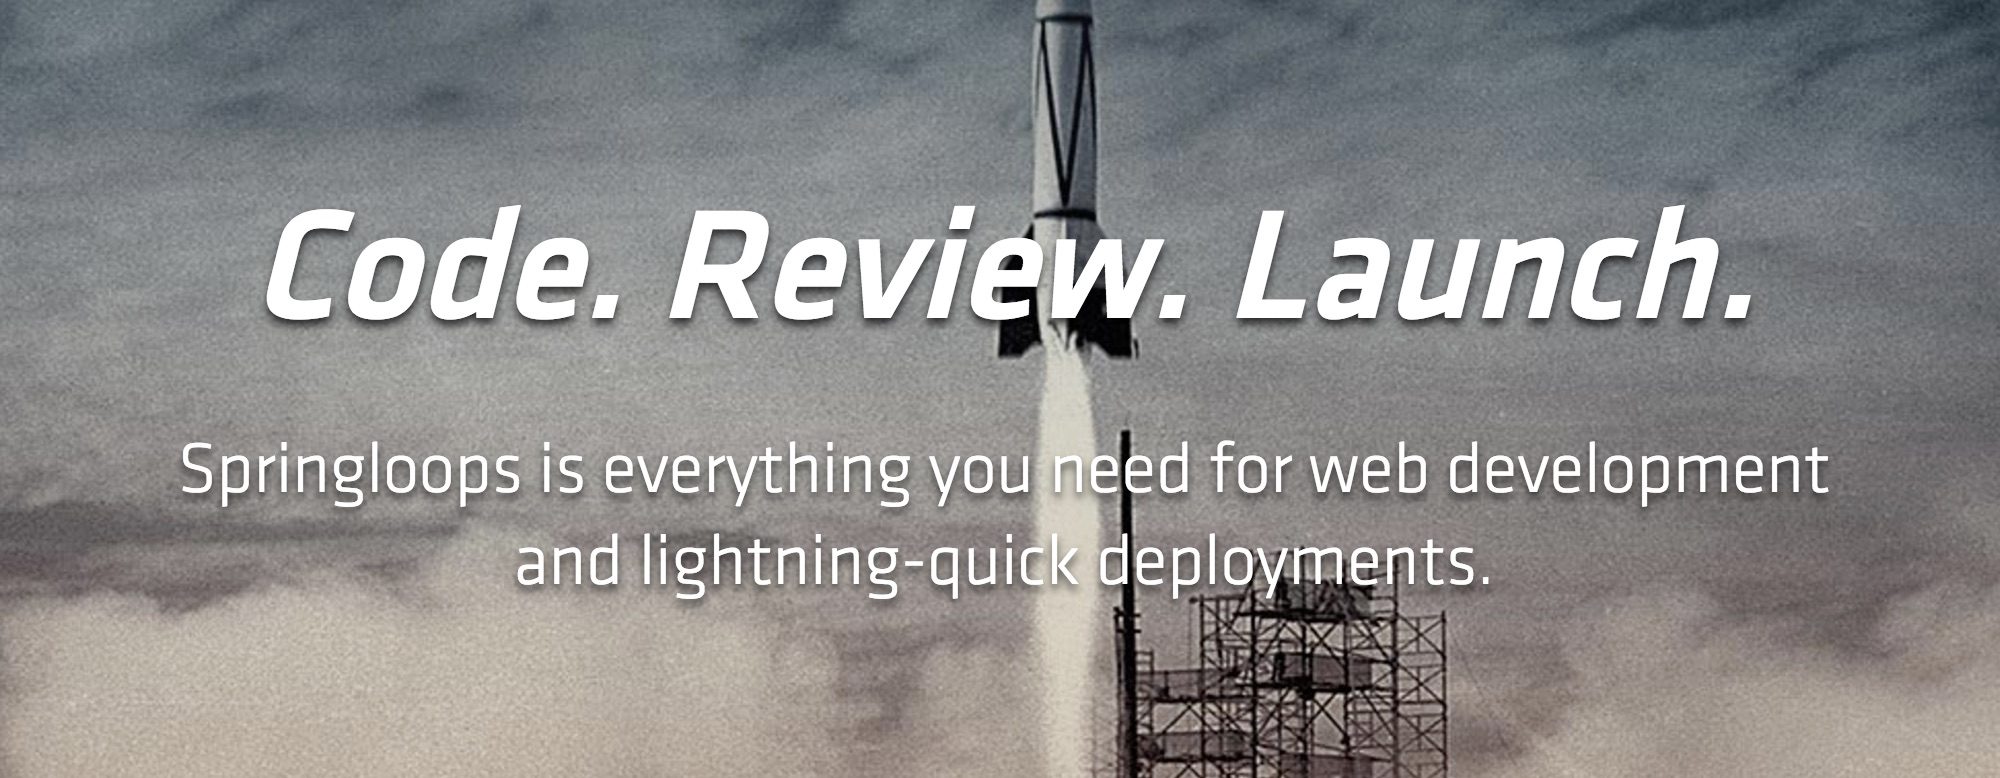 Code. Review. Launch.
Springloops is everything you need for web development
and lightning-quick deployments.